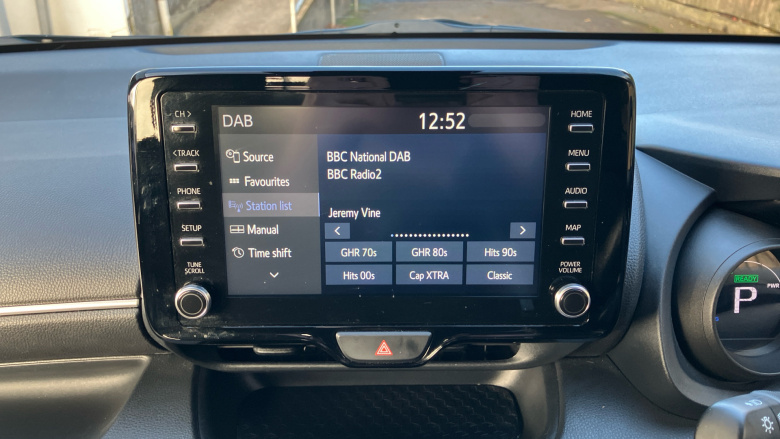 DAB 12:52
CH >
< TRACK
PHONE
SETUP
TUNE
SCROLL
Source
Favourites
Station list
Manual
Time shift
BBC National DAB
BBC Radio2
Jeremy Vine
< >
GHR 70s GHR 80s Hits 90s
Hits 00s Cap XTRA Classic
HOME
MENU
AUDIO
MAP
POWER
VOLUME
READY
PWR
P